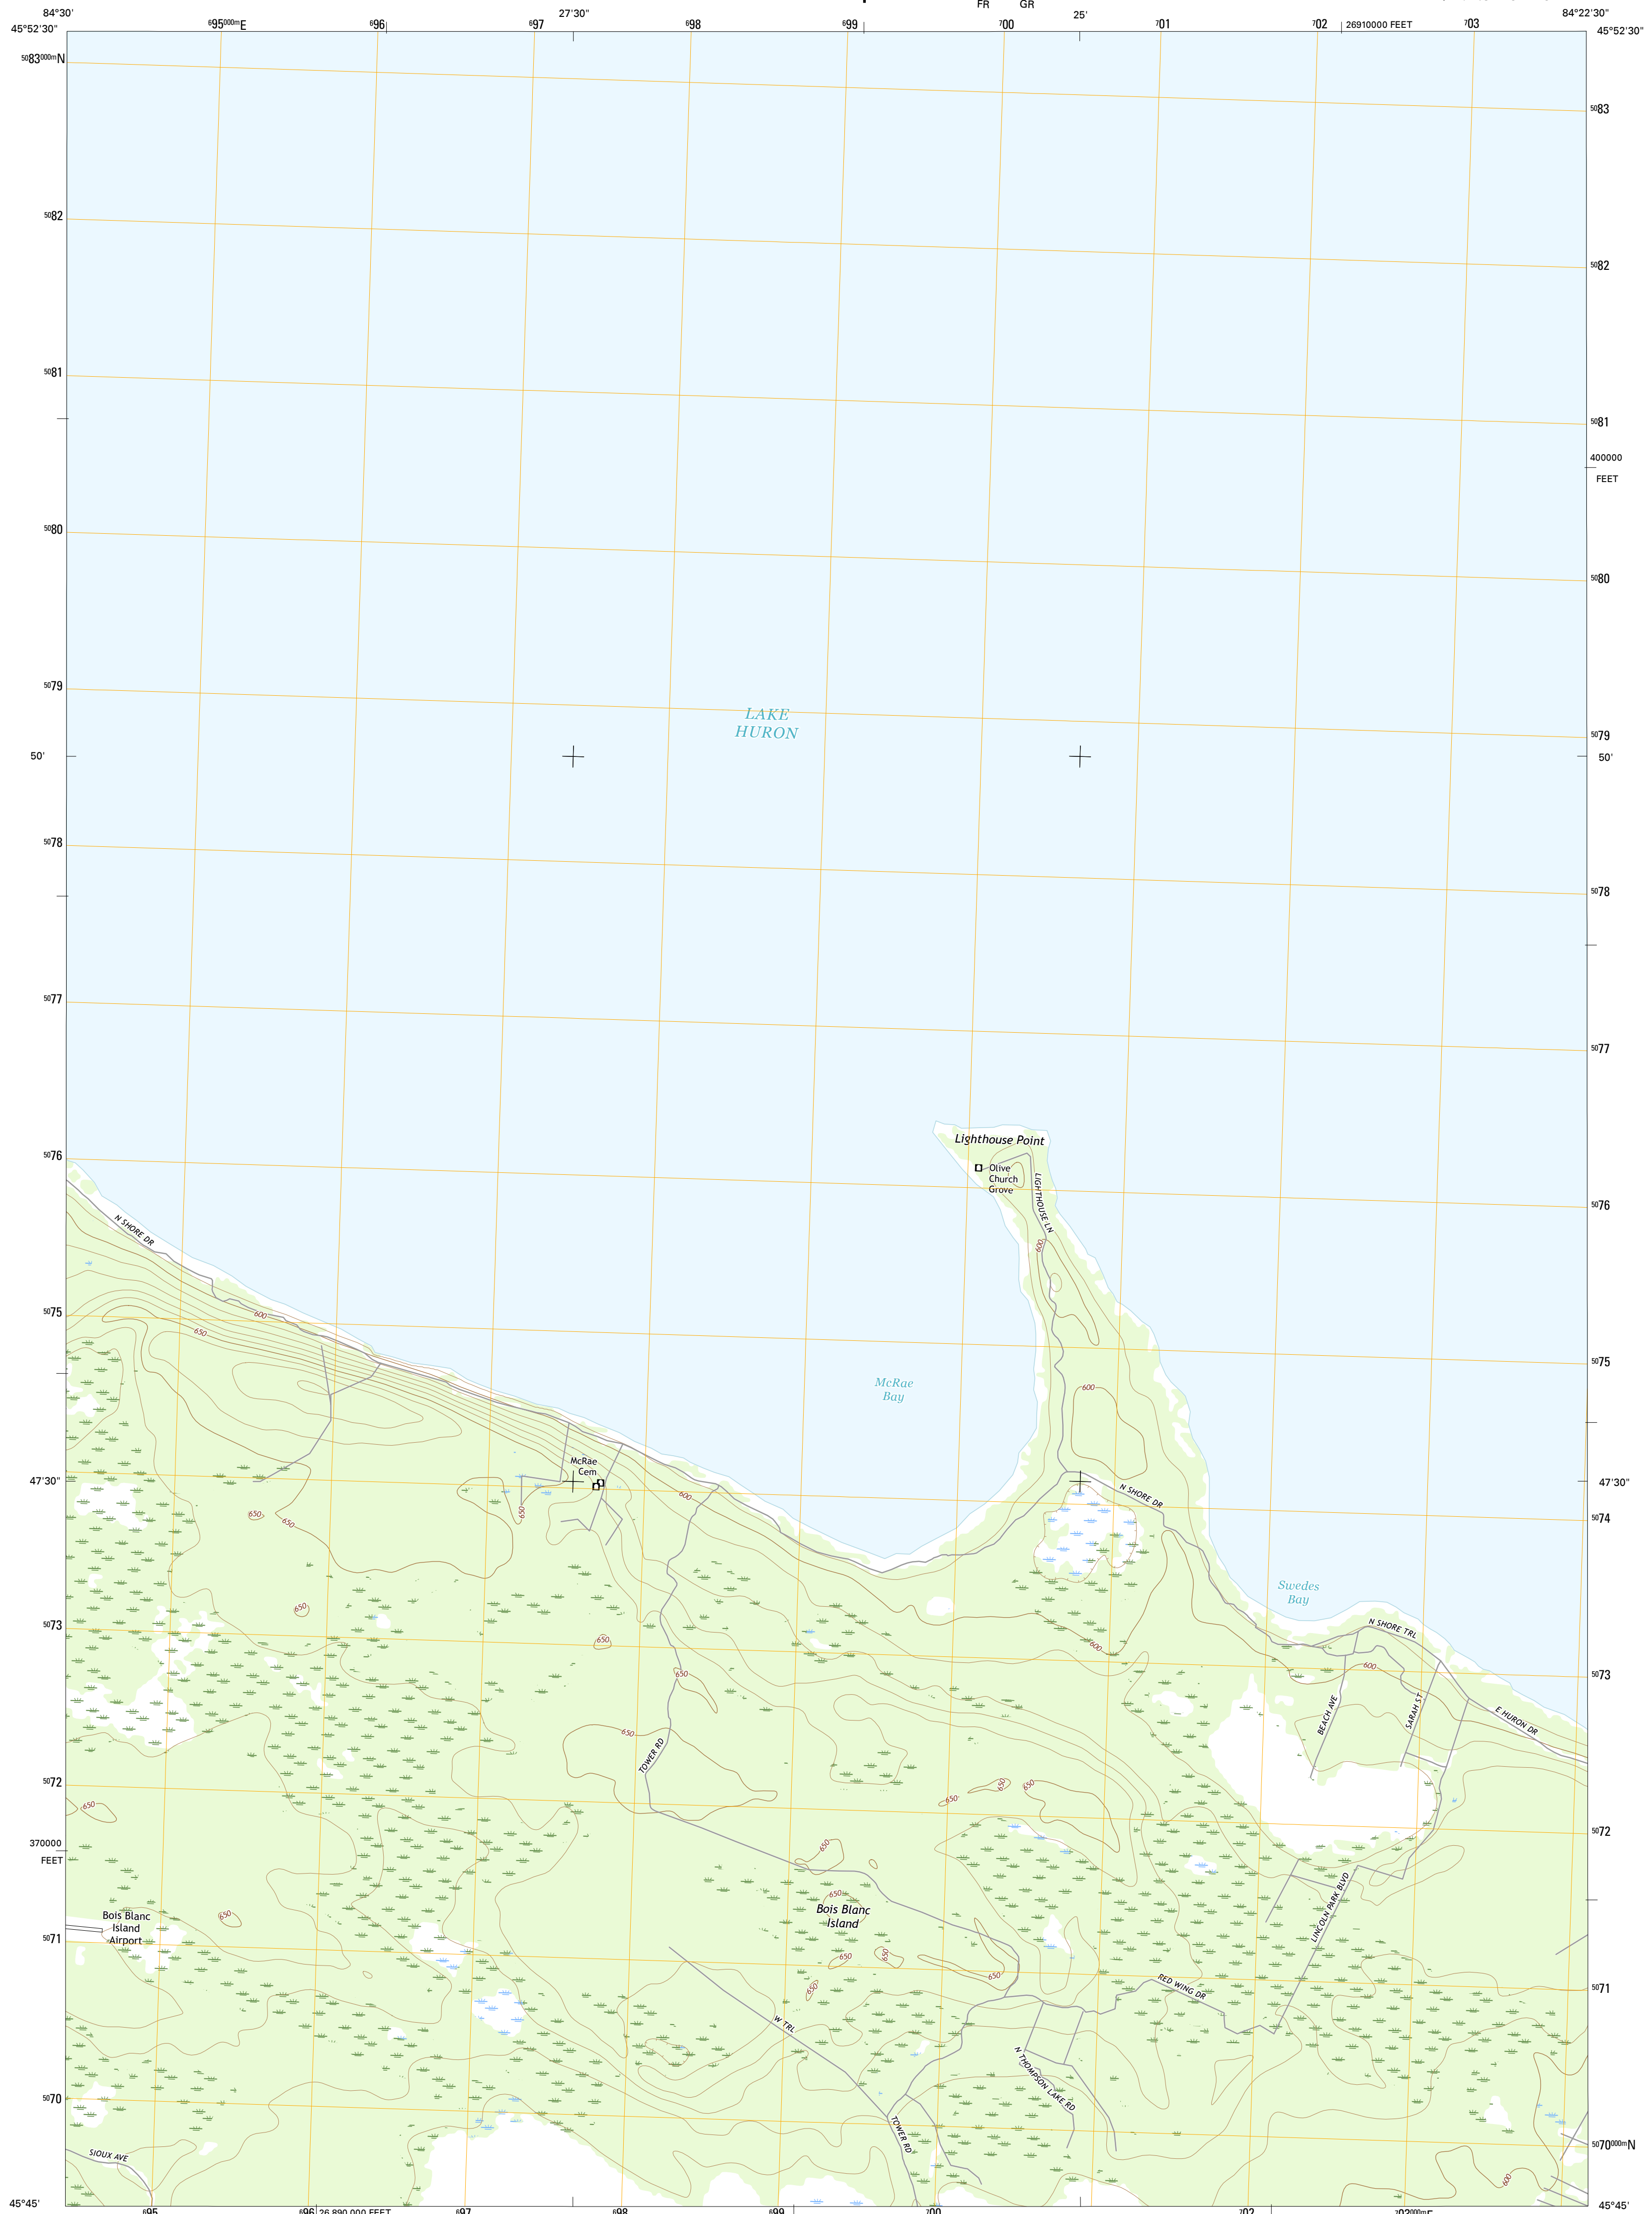 FR GR
84°30' ⁶95⁰⁰⁰ᵐE ⁶96 ⁶97 27'30" ⁶98 ⁶99 ⁷00 25' ⁷01 ⁷02 26910000 FEET ⁷03 84°22'30"
45°52'30" 45°52'30"
⁵⁰83⁰⁰⁰ᵐN
⁵⁰83
⁵⁰82
⁵⁰82
⁵⁰81
⁵⁰81
400000
FEET
⁵⁰80
⁵⁰80
⁵⁰79
LAKE
HURON
⁵⁰79
50' 50'
⁵⁰78
⁵⁰78
⁵⁰77
⁵⁰77
Lighthouse Point
⁵⁰76
Olive
Church
Grove
LIGHTHOUSE LN
⁵⁰76
N SHORE DR
600
⁵⁰75
600
650
⁵⁰75
McRae
Bay
600
McRae
Cem
47'30" 47'30"
N SHORE DR
600
650
650
650
⁵⁰74
Swedes
Bay
650
⁵⁰73
N SHORE TRL
650
600
600
650
⁵⁰73
BEACH AVE
SARAH ST
E HURON DR
650
TOWER RD
⁵⁰72
650
650
650
650
⁵⁰72
370000
FEET
650
650
LINCOLN PARK BLVD
Bois Blanc
Island
Bois Blanc
Island
Airport
650
⁵⁰71
650
650
650
650
RED WING DR
⁵⁰71
W TRL
N THOMPSON LAKE RD
⁵⁰70
TOWER RD
⁵⁰70⁰⁰⁰ᵐN
SIOUX AVE
600
45°45' 45°45'
⁶95 ⁶96 26 890 000 FEET ⁶97 ⁶98 ⁶99 ⁷00